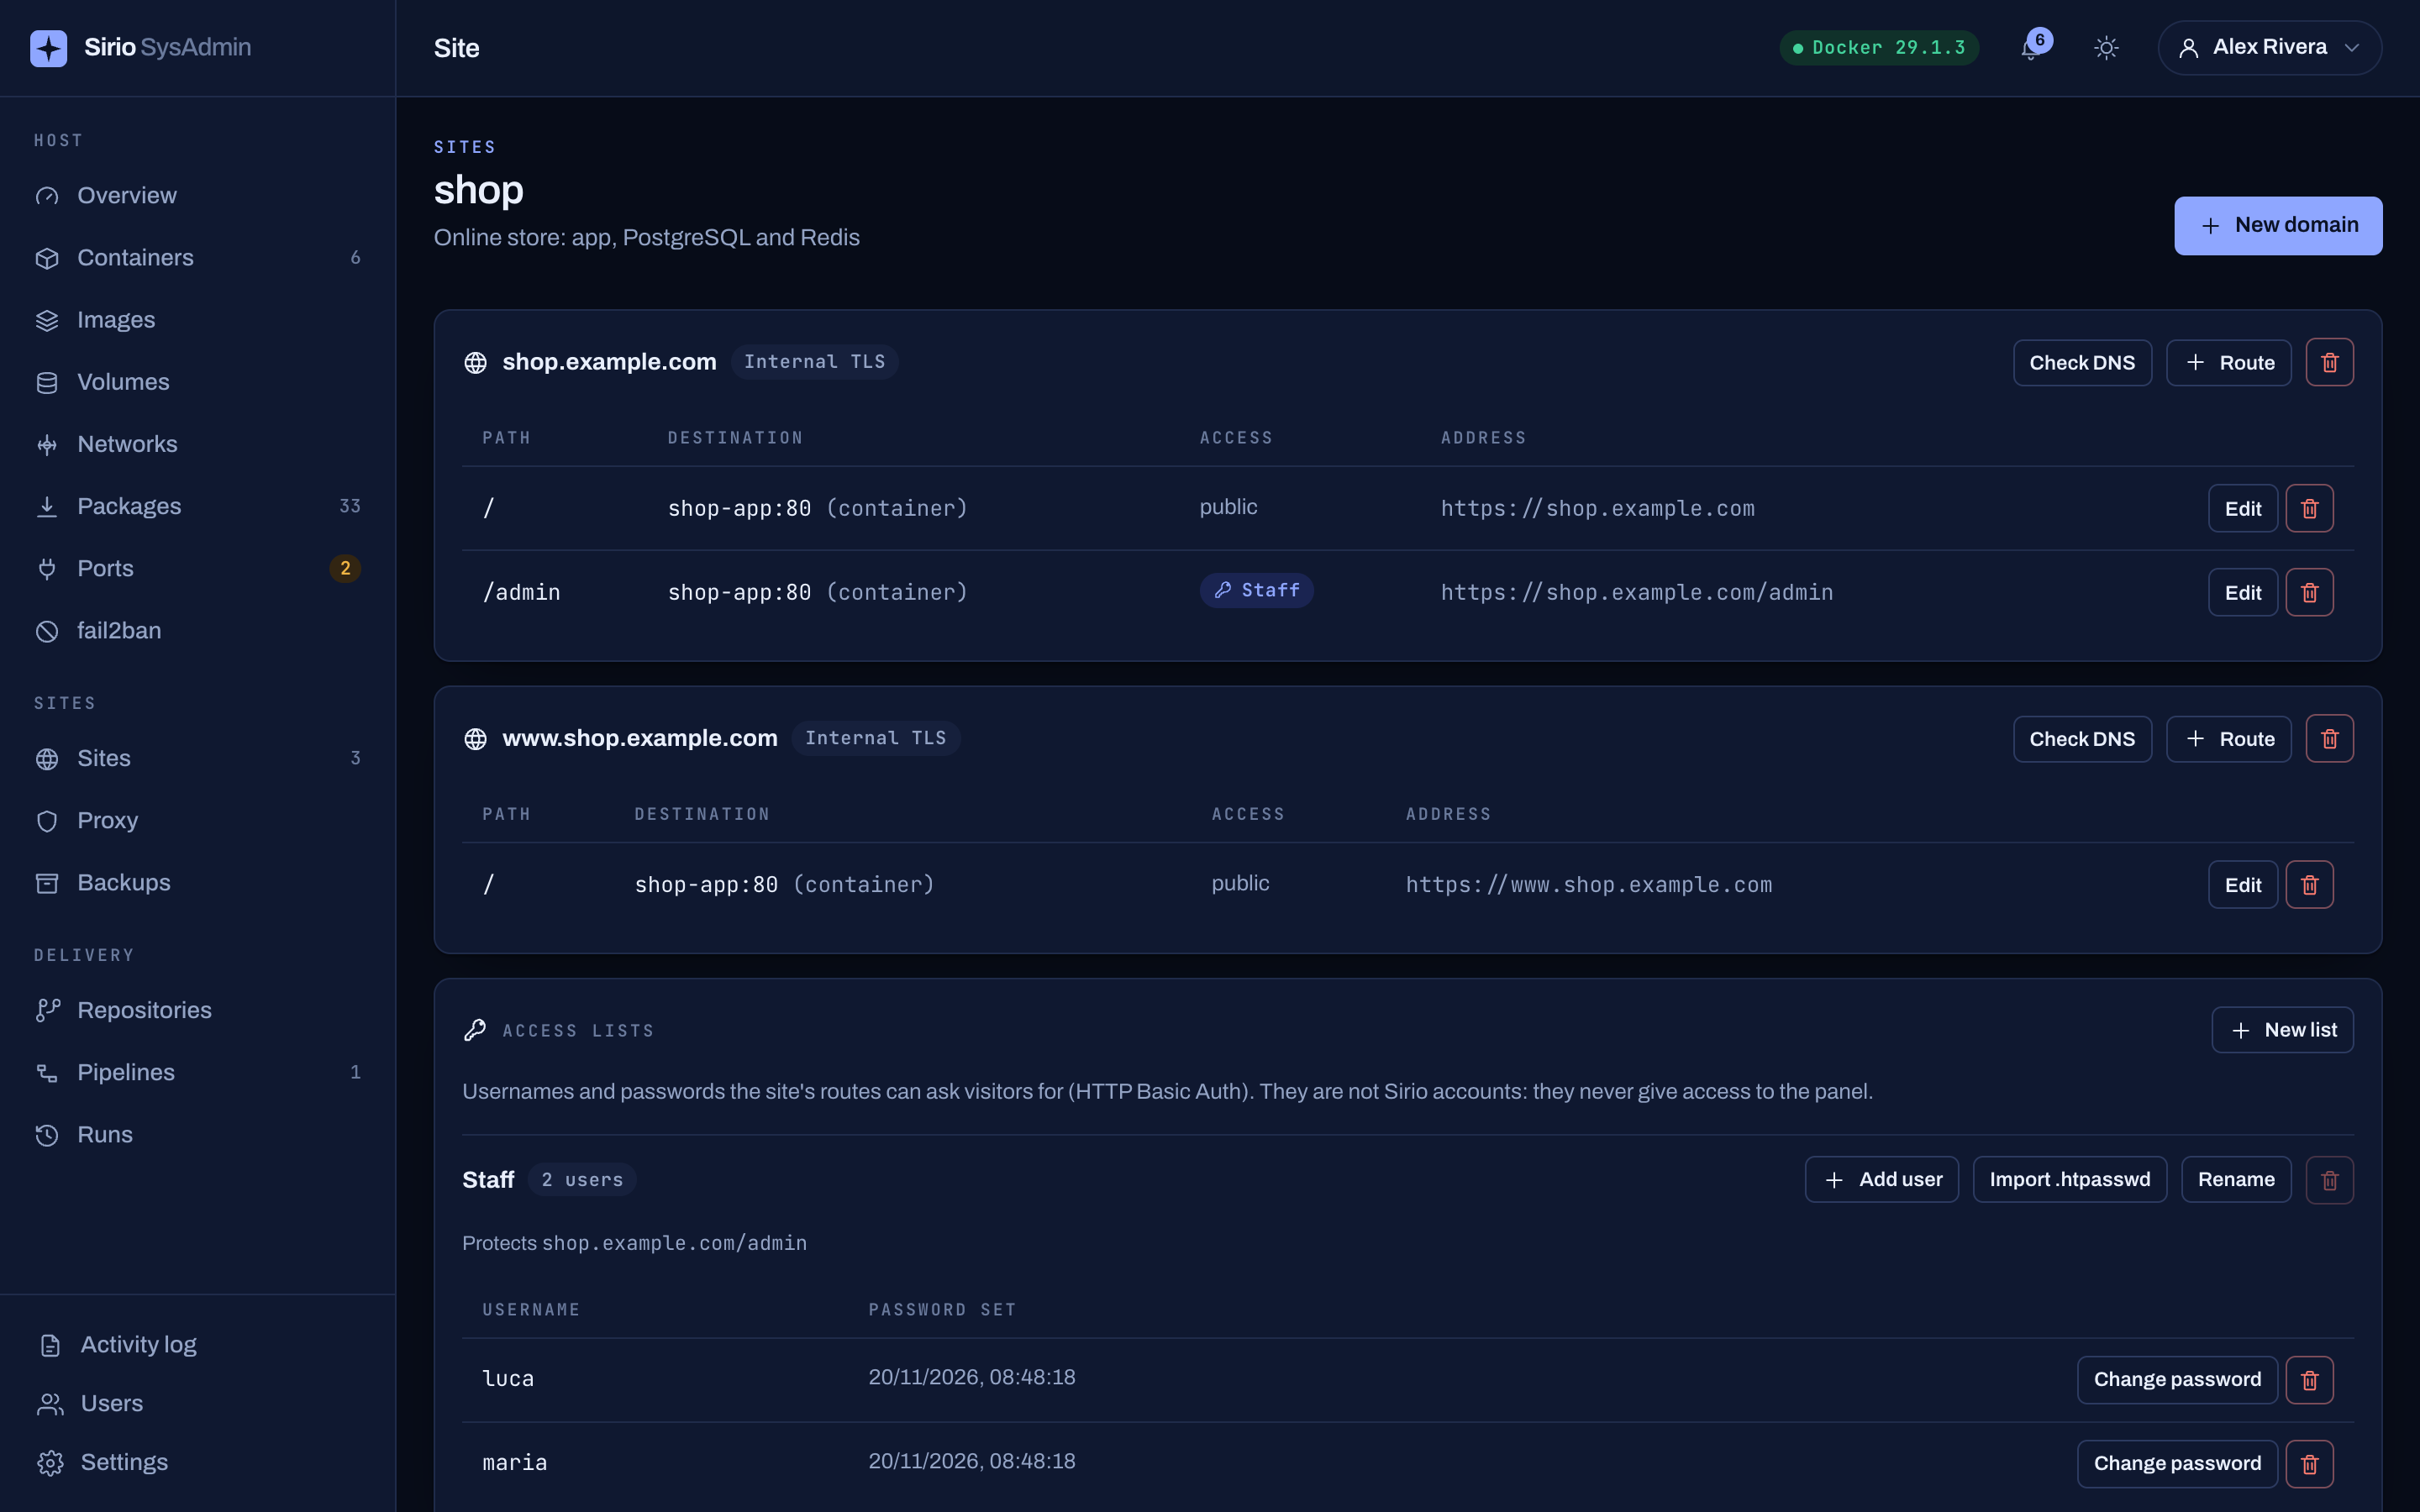 Sirio SysAdmin
Site
Docker 29.1.3
6
Alex Rivera
HOST
Overview
Containers 6
Images
Volumes
Networks
Packages 33
Ports 2
fail2ban
SITES
Sites 3
Proxy
Backups
DELIVERY
Repositories
Pipelines 1
Runs
Activity log
Users
Settings
SITES
shop
Online store: app, PostgreSQL and Redis
New domain
shop.example.com Internal TLS Check DNS Route
PATH DESTINATION ACCESS ADDRESS
/ shop-app:80 (container) public https://shop.example.com Edit
/admin shop-app:80 (container) Staff https://shop.example.com/admin Edit
www.shop.example.com Internal TLS Check DNS Route
PATH DESTINATION ACCESS ADDRESS
/ shop-app:80 (container) public https://www.shop.example.com Edit
ACCESS LISTS New list
Usernames and passwords the site's routes can ask visitors for (HTTP Basic Auth). They are not Sirio accounts: they never give access to the panel.
Staff 2 users Add user Import .htpasswd Rename
Protects shop.example.com/admin
USERNAME PASSWORD SET
luca 20/11/2026, 08:48:18 Change password
maria 20/11/2026, 08:48:18 Change password